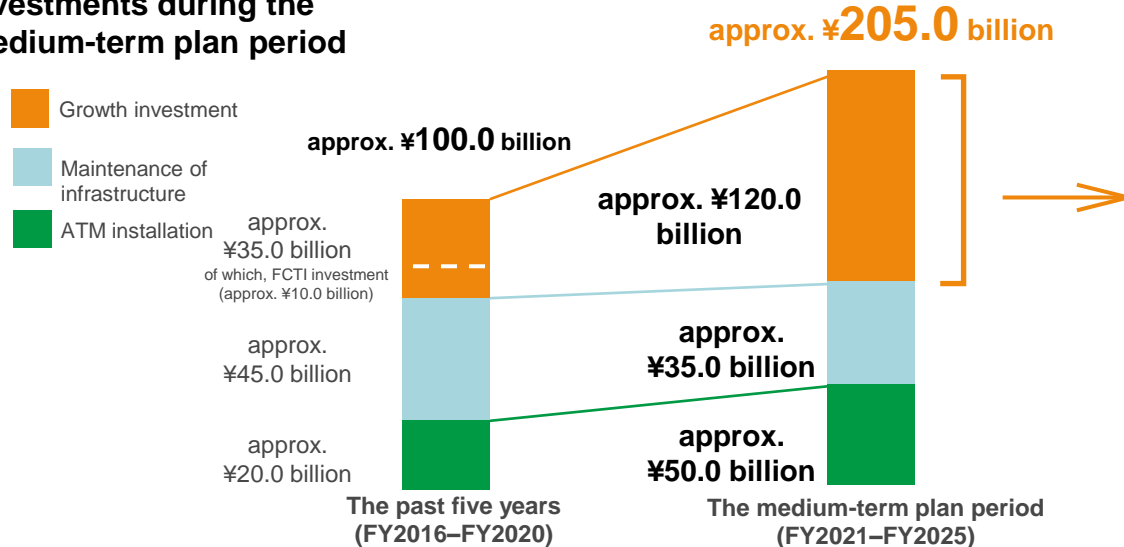 vestments during the
edium-term plan period
Growth investment
Maintenance of
infrastructure
ATM installation
approx. ¥100.0 billion
approx. ¥205.0 billion
approx.
¥35.0 billion
of which, FCTI investment
(approx. ¥10.0 billion)
approx.
¥45.0 billion
approx.
¥20.0 billion
approx. ¥120.0
billion
approx.
¥35.0 billion
approx.
¥50.0 billion
The past five years
(FY2016–FY2020)
The medium-term plan period
(FY2021–FY2025)